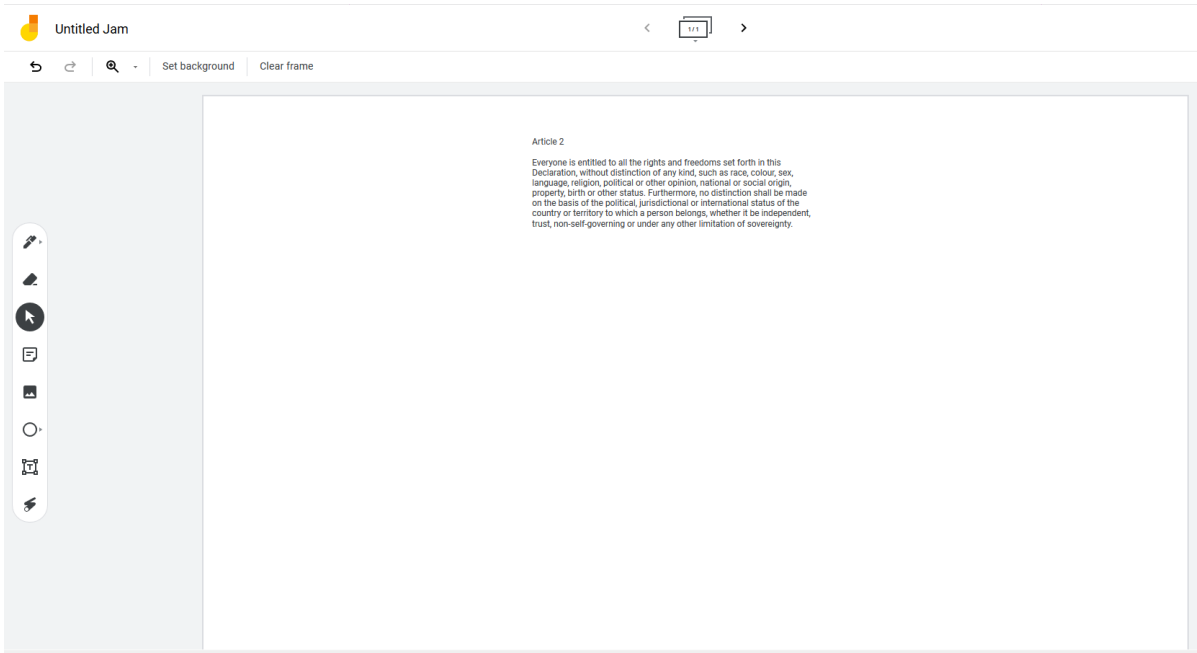 Untitled Jam
1/1
Set background
Clear frame
Article 2
Everyone is entitled to all the rights and freedoms set forth in this
Declaration, without distinction of any kind, such as race, colour, sex,
language, religion, political or other opinion, national or social origin,
property, birth or other status. Furthermore, no distinction shall be made
on the basis of the political, jurisdictional or international status of the
country or territory to which a person belongs, whether it be independent,
trust, non-self-governing or under any other limitation of sovereignty.
T